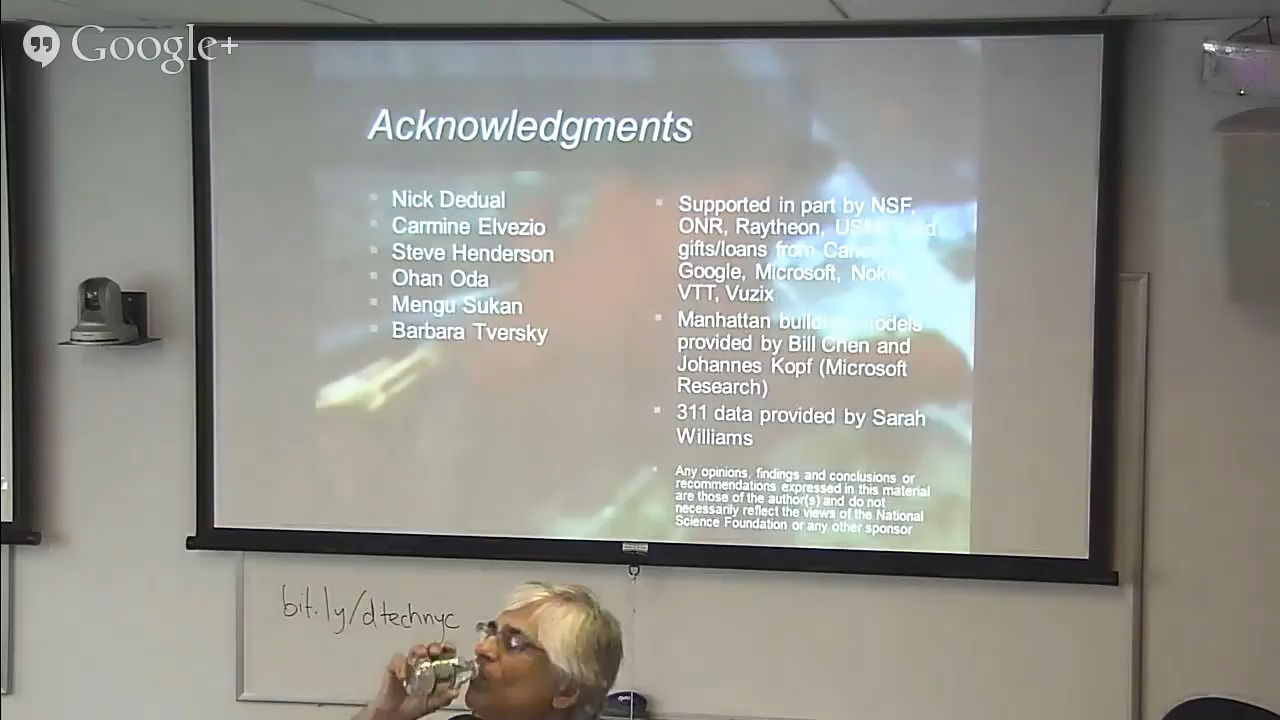 Google+
Acknowledgments
Nick Dedual
Carmine Elvezio
Steve Henderson
Ohan Oda
Mengu Sukan
Barbara Tversky
Supported in part by NSF,
ONR, Raytheon,
gifts/loans from
Google, Microsoft,
VTT, Vuzix
Manhattan building models
provided by Bill Chen and
Johannes Kopf (Microsoft
Research)
311 data provided by Sarah
Williams
Any opinions, findings and conclusions or
recommendations expressed in this material
are those of the author(s) and do not
necessarily reflect the views of the National
Science Foundation or any other sponsor
bit.ly/dtechnyc